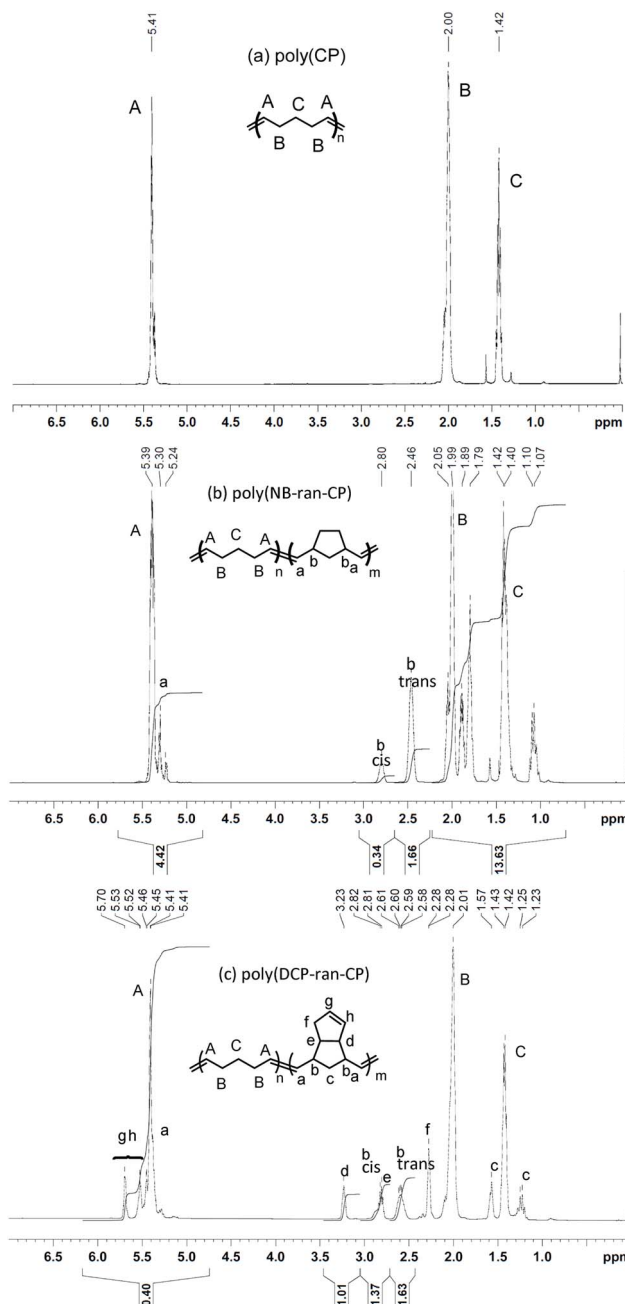 5.41
2.00
1.42
(a) poly(CP)
A
A C A
B B
n
B
C
6.5 6.0 5.5 5.0 4.5 4.0 3.5 3.0 2.5 2.0 1.5 1.0 ppm
5.39
5.30
5.24
2.80
2.46
2.05
1.99
1.89
1.79
1.42
1.40
1.10
1.07
(b) poly(NB-ran-CP)
A
A C A
B B n a b b a m
a
b
cis
b
trans
B
C
6.5 6.0 5.5 5.0 4.5 4.0 3.5 3.0 2.5 2.0 1.5 1.0 ppm
4.42
0.34
1.66
13.63
5.70
5.53
5.52
5.46
5.45
5.41
5.41
3.23
2.82
2.81
2.61
2.60
2.59
2.58
2.28
2.28
2.01
1.57
1.43
1.42
1.25
1.23
(c) poly(DCP-ran-CP)
A
g
f h
e d
A C A
B B n a b c b a m
g h
a
d
b
cis
e
b
trans
f
B
c
C
c
6.5 6.0 5.5 5.0 4.5 4.0 3.5 3.0 2.5 2.0 1.5 1.0 ppm
0.40
1.01
1.37
1.63